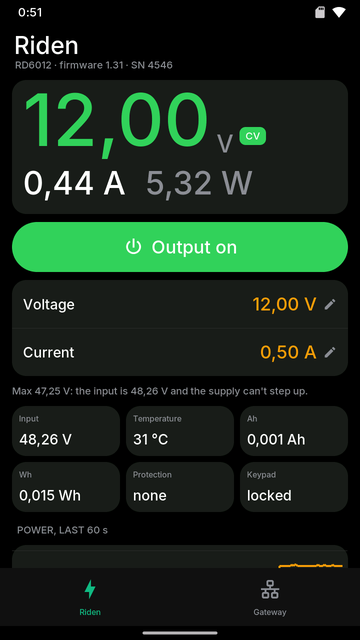 0:51
Riden
RD6012 · firmware 1.31 · SN 4546
12,00 V CV
0,44 A 5,32 W
Output on
Voltage 12,00 V
Current 0,50 A
Max 47,25 V: the input is 48,26 V and the supply can't step up.
Input Temperature Ah
48,26 V 31 °C 0,001 Ah
Wh Protection Keypad
0,015 Wh none locked
POWER, LAST 60 s
Riden Gateway